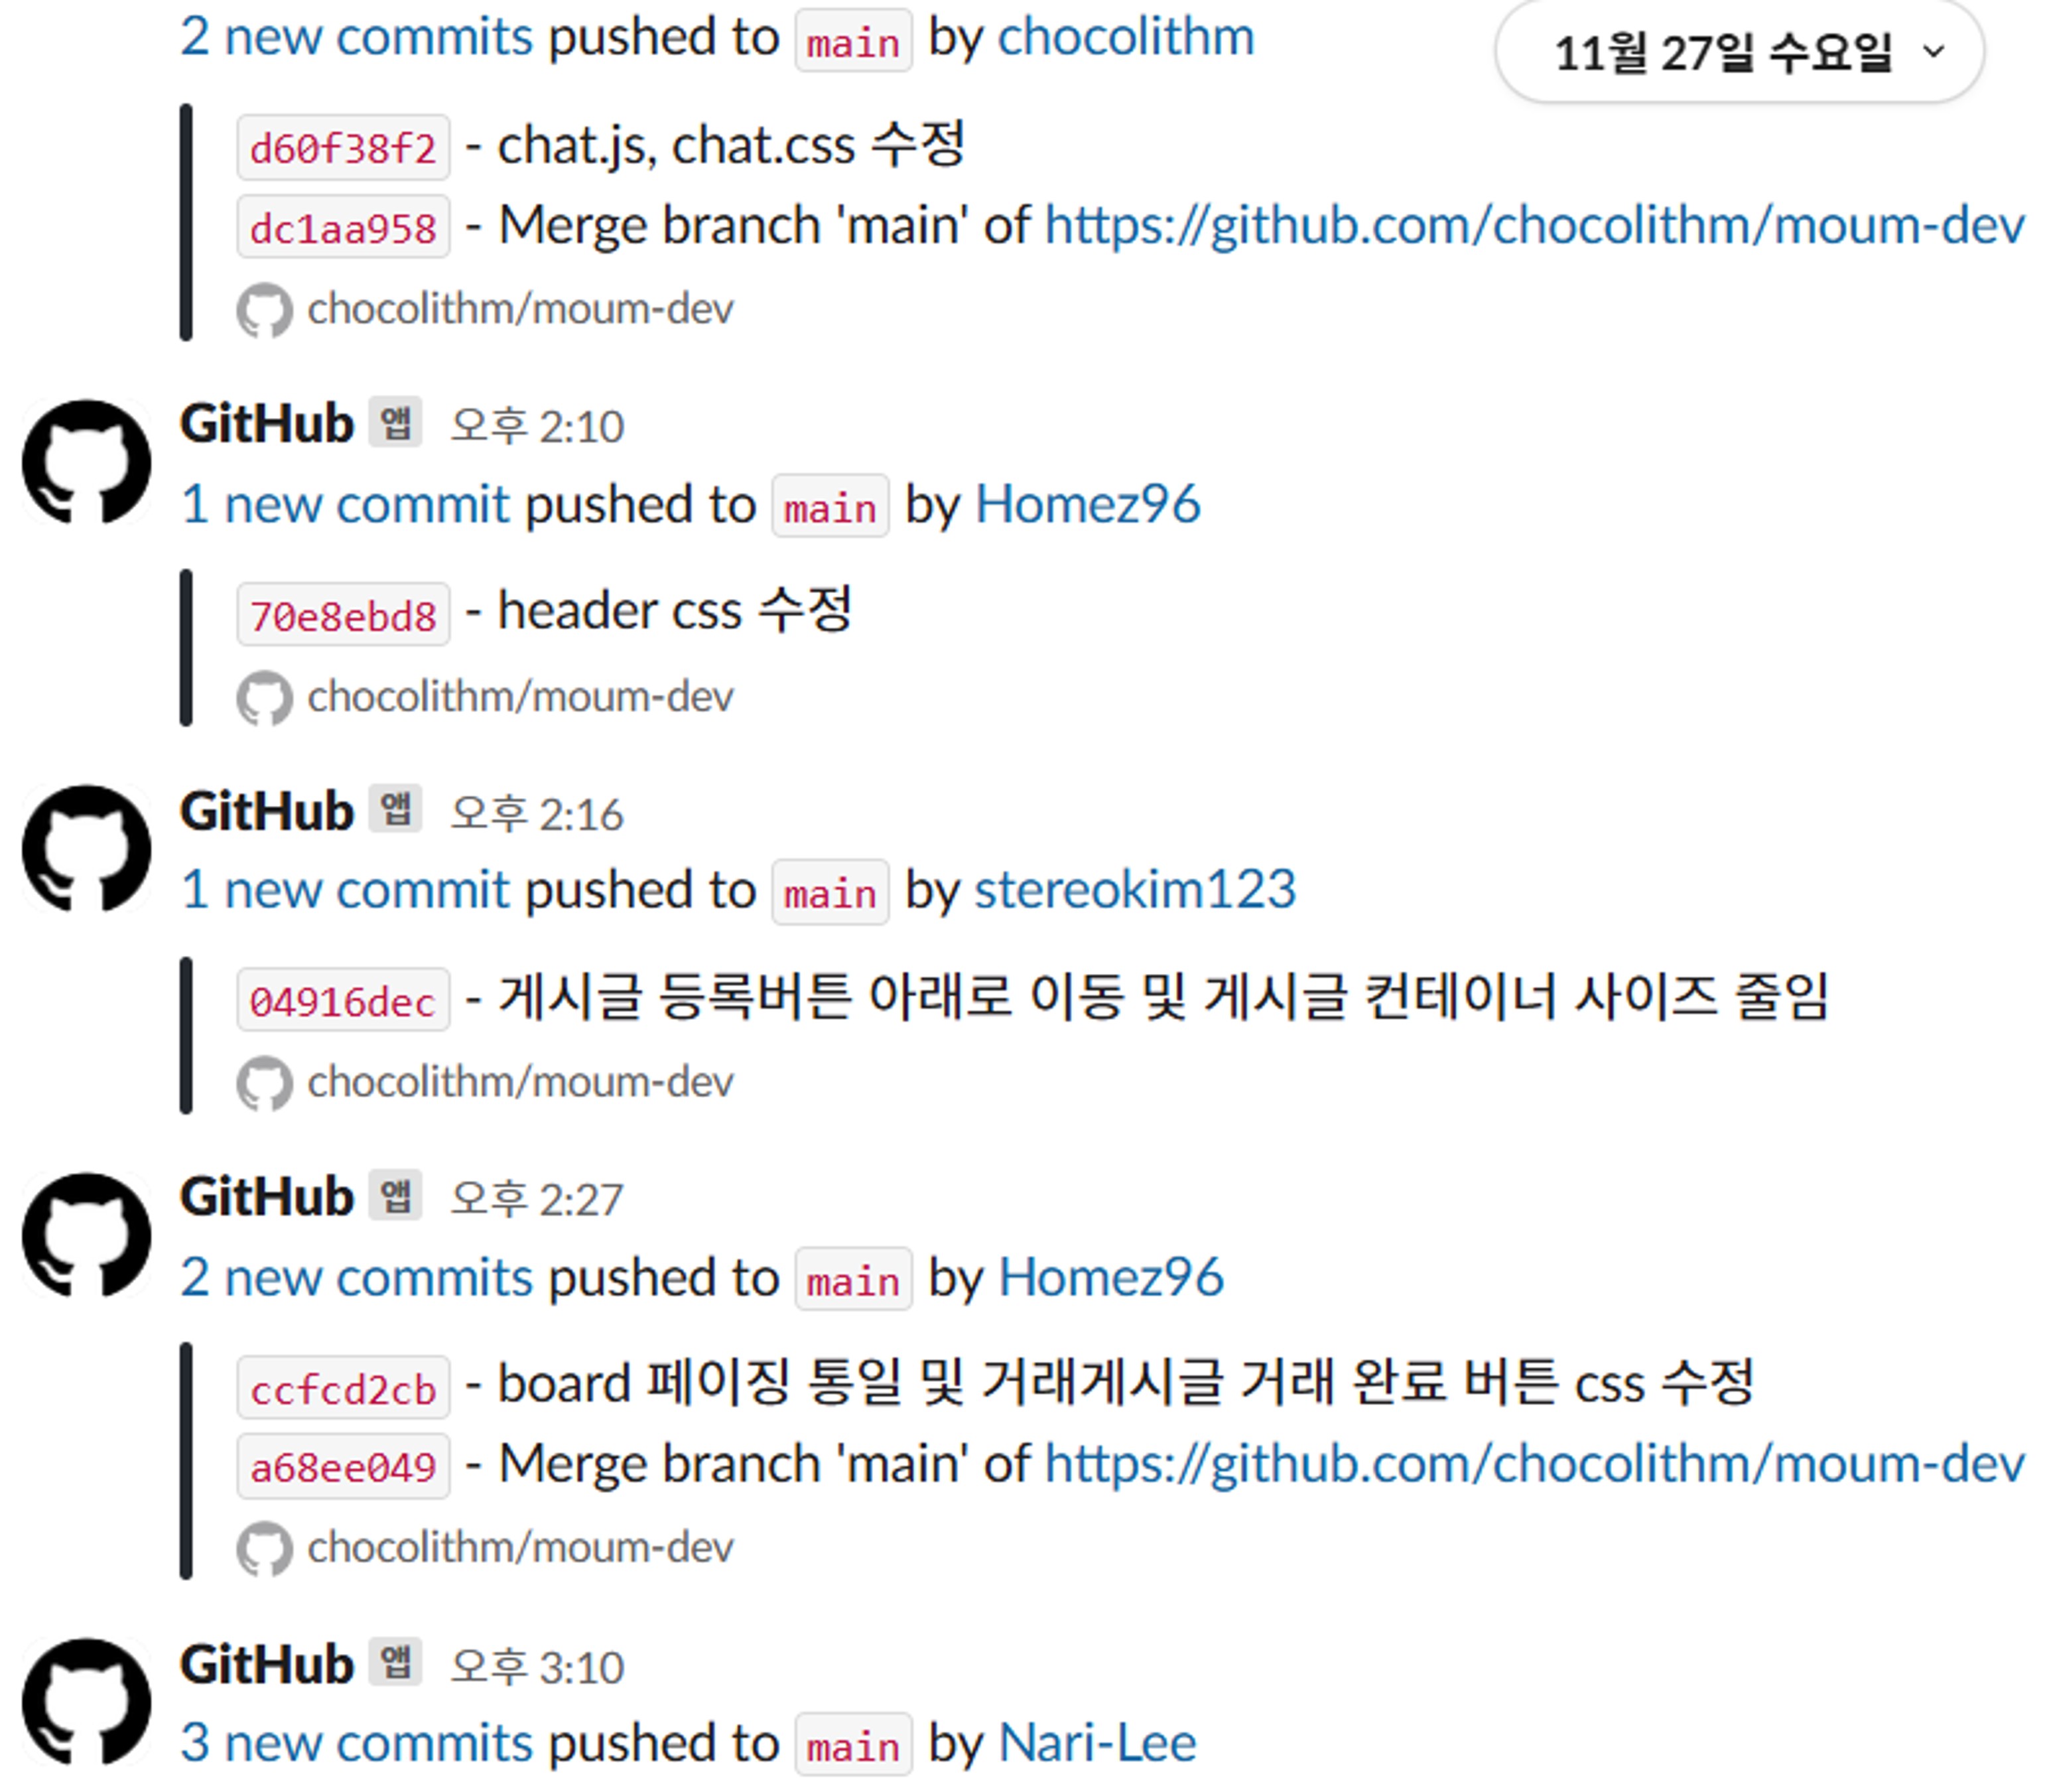 2 new commits pushed to main by chocolithm
11월 27일 수요일
d60f38f2 - chat.js, chat.css 수정
dc1aa958 - Merge branch 'main' of https://github.com/chocolithm/moum-dev
chocolithm/moum-dev
GitHub 앱 오후 2:10
1 new commit pushed to main by Homez96
70e8ebd8 - header css 수정
chocolithm/moum-dev
GitHub 앱 오후 2:16
1 new commit pushed to main by stereokim123
04916dec - 게시글 등록버튼 아래로 이동 및 게시글 컨테이너 사이즈 줄임
chocolithm/moum-dev
GitHub 앱 오후 2:27
2 new commits pushed to main by Homez96
ccfcd2cb - board 페이징 통일 및 거래게시글 거래 완료 버튼 css 수정
a68ee049 - Merge branch 'main' of https://github.com/chocolithm/moum-dev
chocolithm/moum-dev
GitHub 앱 오후 3:10
3 new commits pushed to main by Nari-Lee